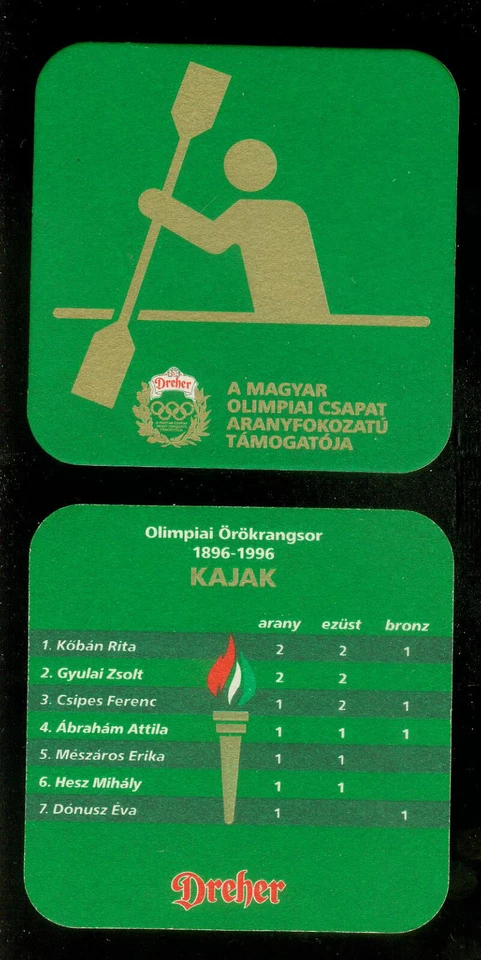 Dreher
A MAGYAR
OLIMPIAI CSAPAT
ARANYFOKOZATÚ
TÁMOGATÓJA
Olimpiai Örökrangsor
1896-1996
KAJAK
arany ezüst bronz
1. Kőbán Rita 2 2 1
2. Gyulai Zsolt 2 2
3. Csipes Ferenc 1 2 1
4. Ábrahám Attila 1 1 1
5. Mészáros Erika 1 1
6. Hesz Mihály 1 1
7. Dónusz Éva 1 1
Dreher